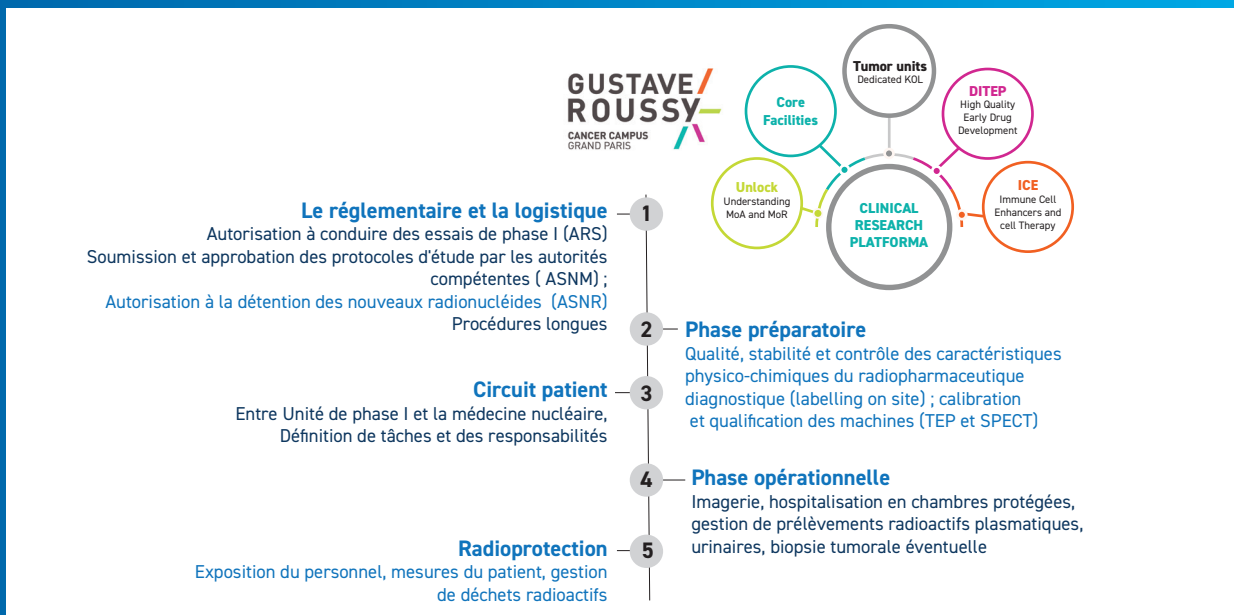 GUSTAVE
ROUSSY
CANCER CAMPUS
GRAND PARIS
Tumor units
Dedicated KOL
Core
Facilities
DITEP
High Quality
Early Drug
Development
Unlock
Understanding
MoA and MoR
ICE
Immune Cell
Enhancers and
cell Therapy
CLINICAL
RESEARCH
PLATFORMA
Le réglementaire et la logistique
1
Autorisation à conduire des essais de phase I (ARS)
Soumission et approbation des protocoles d'étude par les autorités
compétentes ( ASNM) ;
Autorisation à la détention des nouveaux radionucléides (ASNR)
Procédures longues
2
Phase préparatoire
Qualité, stabilité et contrôle des caractéristiques
physico-chimiques du radiopharmaceutique
diagnostique (labelling on site) ; calibration
et qualification des machines (TEP et SPECT)
Circuit patient
3
Entre Unité de phase I et la médecine nucléaire,
Définition de tâches et des responsabilités
4
Phase opérationnelle
Imagerie, hospitalisation en chambres protégées,
gestion de prélèvements radioactifs plasmatiques,
urinaires, biopsie tumorale éventuelle
Radioprotection
5
Exposition du personnel, mesures du patient, gestion
de déchets radioactifs